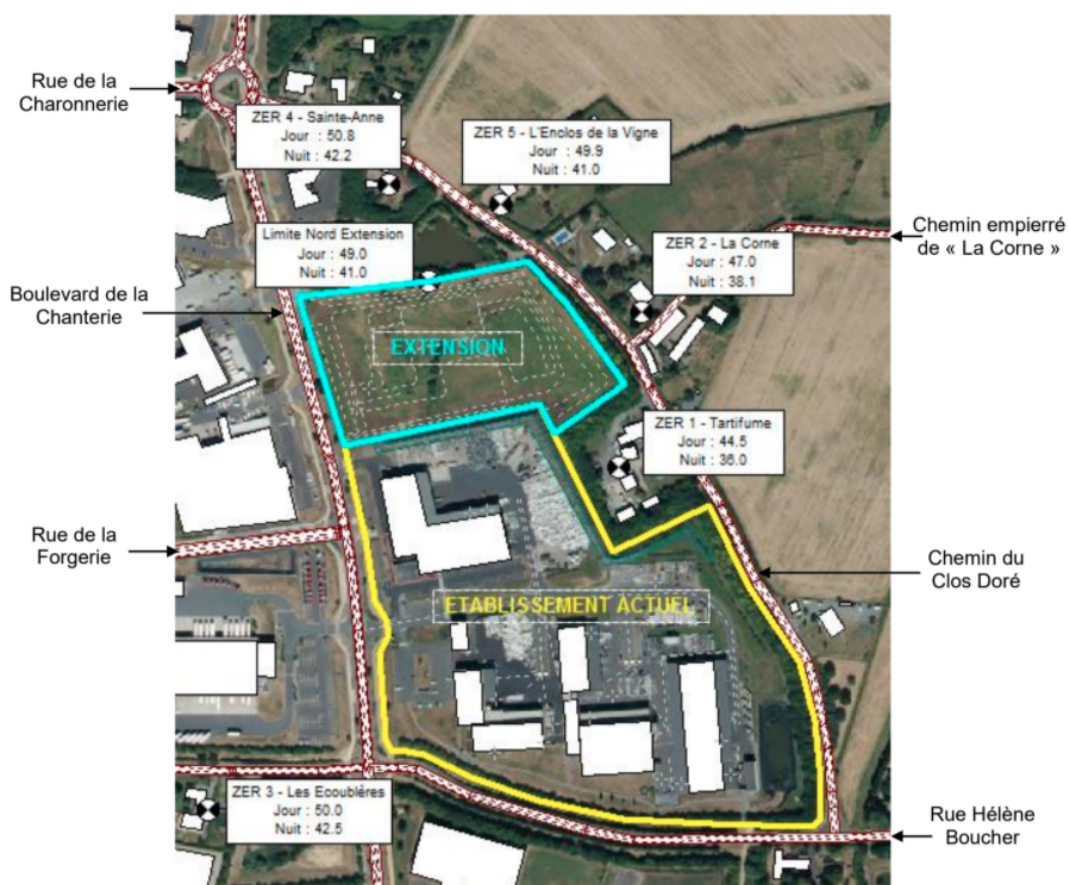 Rue de la
Charonnerie
ZER 4 - Sainte-Anne
Jour : 50.8
Nuit : 42.2
ZER 5 - L'Enclos de la Vigne
Jour : 49.9
Nuit : 41.0
Limite Nord Extension
Jour : 49.0
Nuit : 41.0
ZER 2 - La Corne
Jour : 47.0
Nuit : 38.1
Chemin empierré
de « La Corne »
Boulevard de la
Chanterie
EXTENSION
ZER 1 - Tartifume
Jour : 44.5
Nuit : 36.0
Rue de la
Forgerie
Chemin du
Clos Doré
ETABLISSEMENT ACTUEL
ZER 3 - Les Ecoublères
Jour : 50.0
Nuit : 42.5
Rue Hélène
Boucher